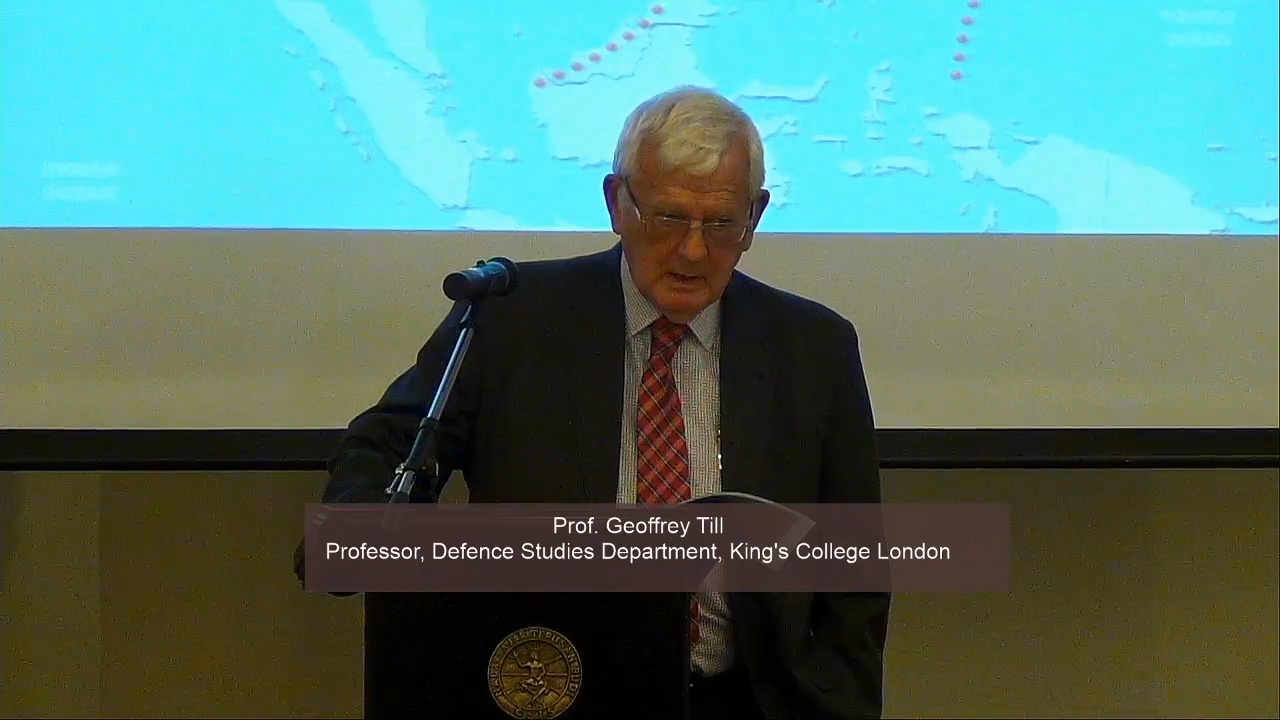 Prof. Geoffrey Till
Professor, Defence Studies Department, King's College London